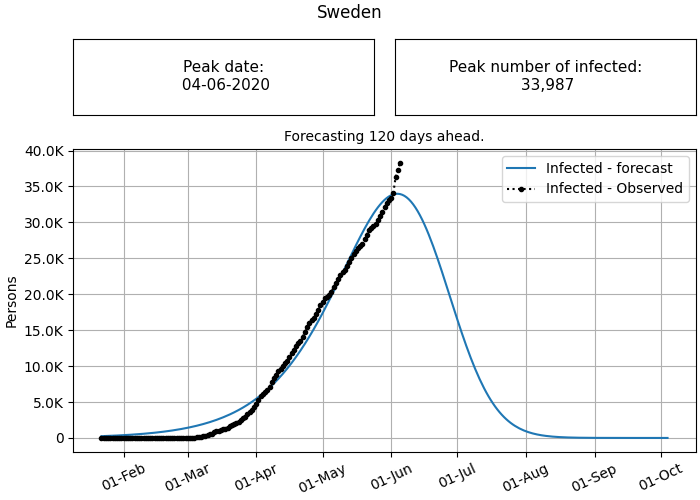 Sweden
Peak date:
04-06-2020
Peak number of infected:
33,987
Forecasting 120 days ahead.
40.0K
35.0K
30.0K
25.0K
20.0K
15.0K
10.0K
5.0K
0
Persons
Infected - forecast
Infected - Observed
01-Feb
01-Mar
01-Apr
01-May
01-Jun
01-Jul
01-Aug
01-Sep
01-Oct